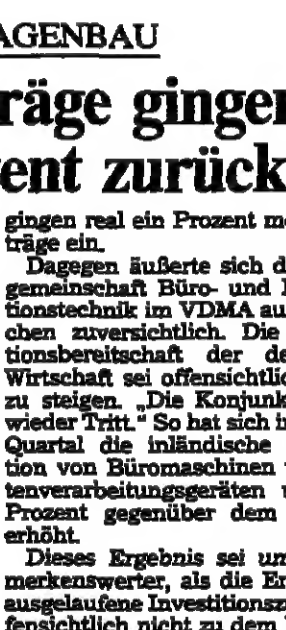 AGENBAU
räge gingen
ent zurück
gingen real ein Prozent me
träge ein.
Dagegen äußerte sich d
gemeinschaft Büro- und I
tionstechnik im VDMA au
chen zuversichtlich. Die
tionsbereitschaft der de
Wirtschaft sei offensichtlic
zu steigen. „Die Konjunk
wieder Tritt.“ So hat sich i
Quartal die inländische
tion von Büromaschinen
tenverarbeitungsgeräten
Prozent gegenüber dem
erhöht.
Dieses Ergebnis sei um
merkenswerter, als die En
ausgelaufene Investitionsz
fensichtlich nicht zu dem